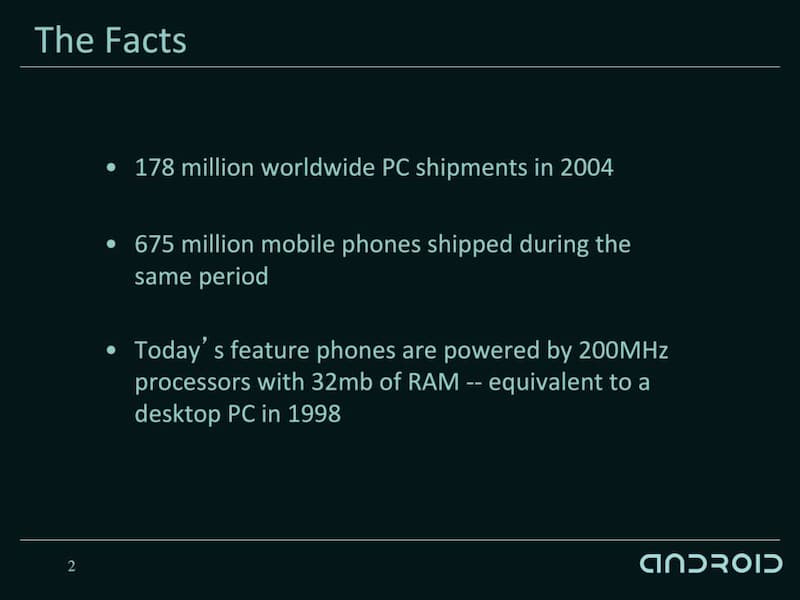 The Facts
• 178 million worldwide PC shipments in 2004
• 675 million mobile phones shipped during the
same period
• Today’s feature phones are powered by 200MHz
processors with 32mb of RAM -- equivalent to a
desktop PC in 1998
2
ANDROID